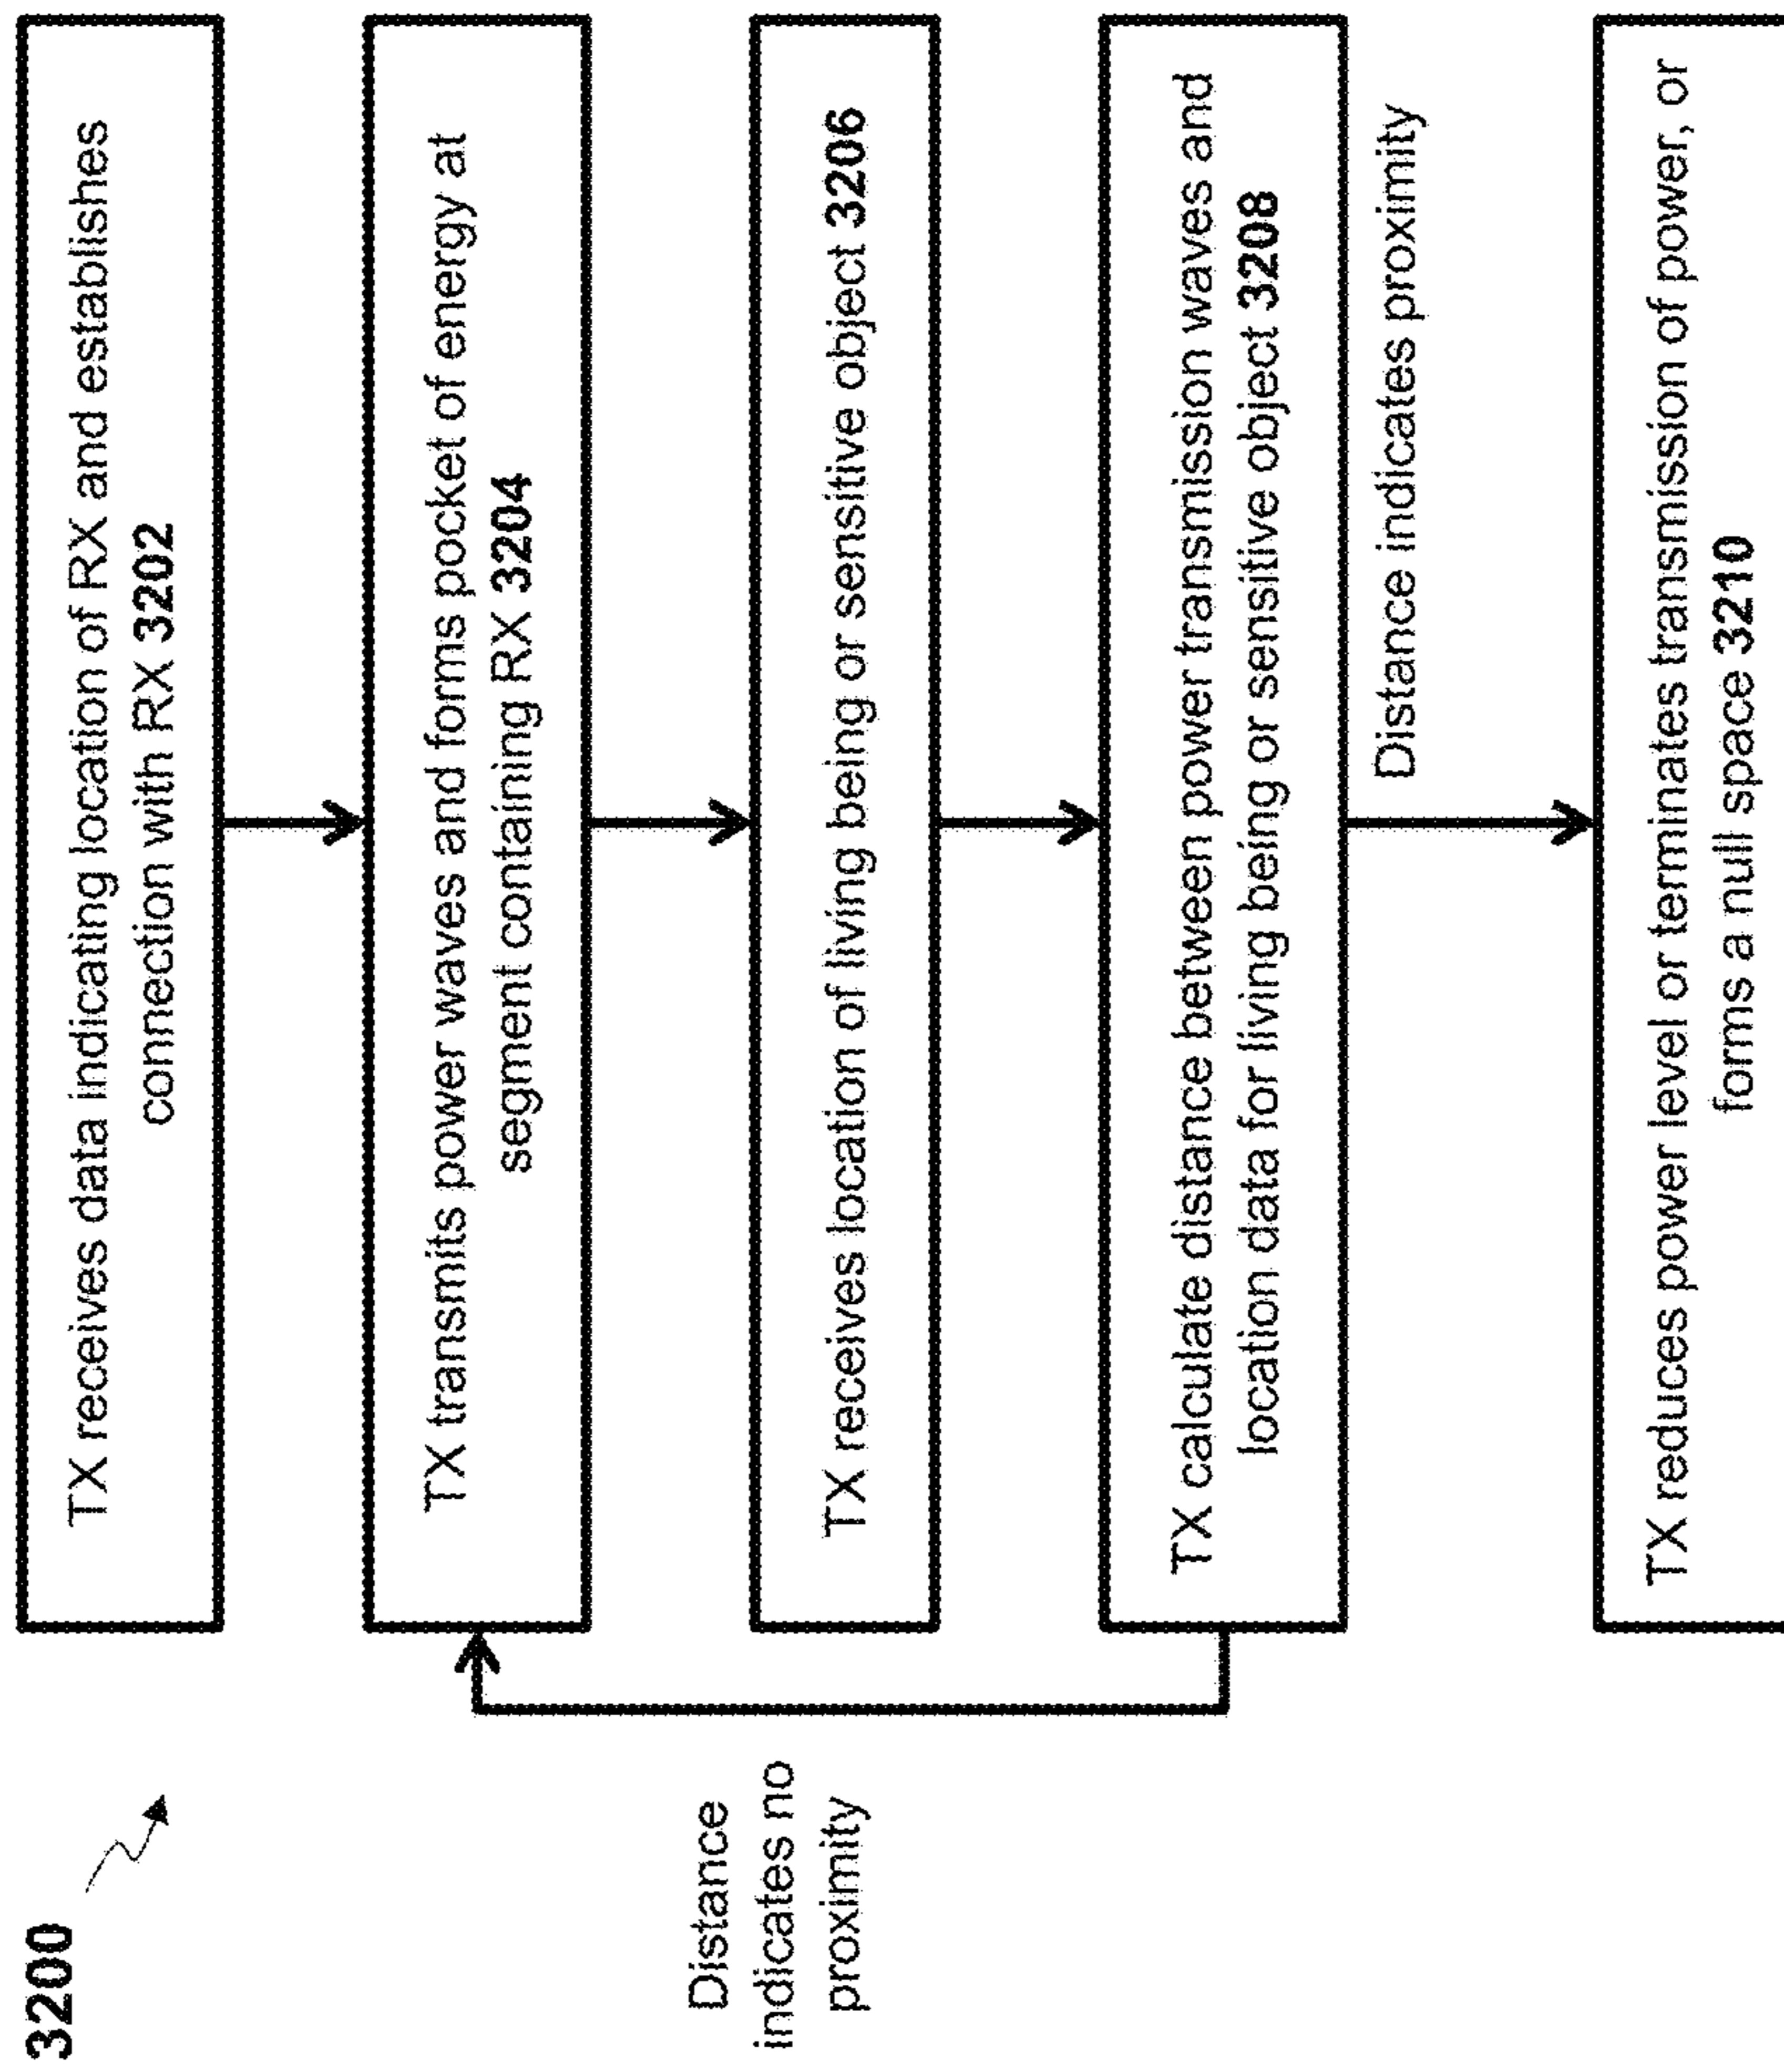 3200
TX receives data indicating location of RX and establishes
connection with RX 3202
TX transmits power waves and forms pocket of energy at
segment containing RX 3204
Distance
indicates no
proximity
TX receives location of living being or sensitive object 3206
TX calculate distance between power transmission waves and
location data for living being or sensitive object 3208
Distance indicates proximity
TX reduces power level or terminates transmission of power, or
forms a null space 3210